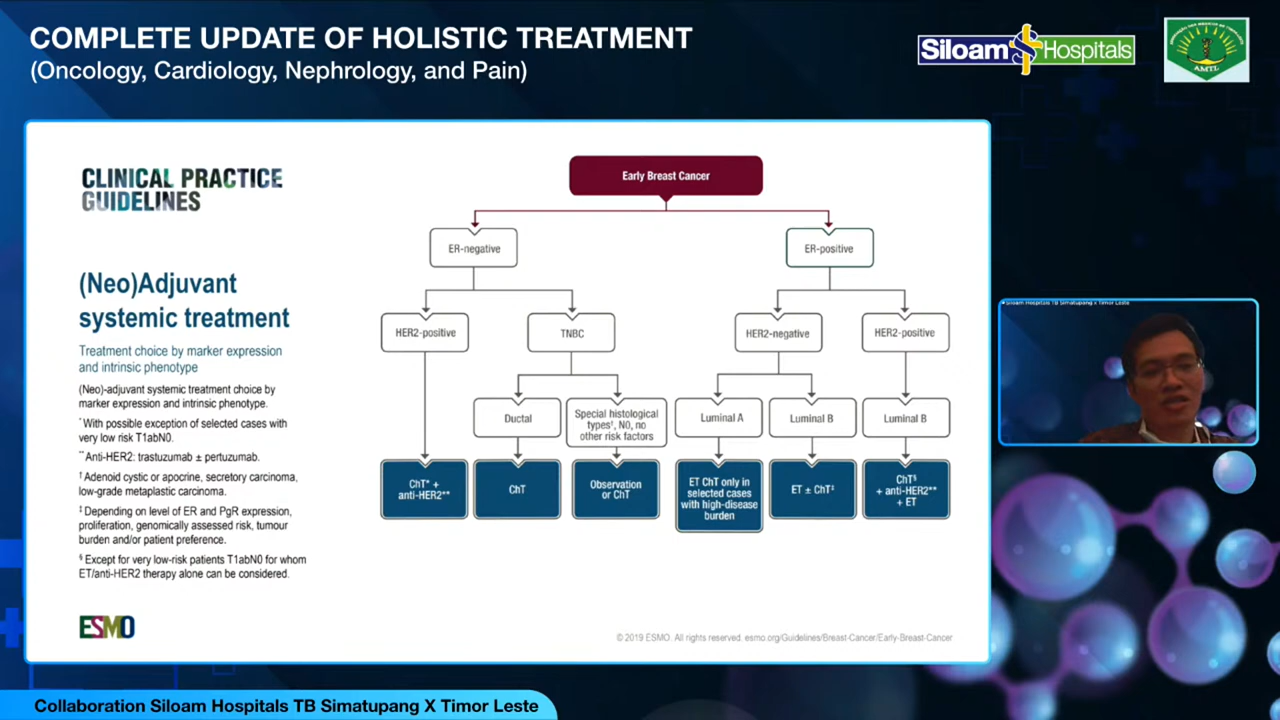 COMPLETE UPDATE OF HOLISTIC TREATMENT
(Oncology, Cardiology, Nephrology, and Pain)
Siloam Hospitals
AMTL
CLINICAL PRACTICE
GUIDELINES
(Neo)Adjuvant
systemic treatment
Treatment choice by marker expression
and intrinsic phenotype
(Neo)-adjuvant systemic treatment choice by
marker expression and intrinsic phenotype.
*With possible exception of selected cases with
very low risk T1abN0.
**Anti-HER2: trastuzumab ± pertuzumab.
†Adenoid cystic or apocrine, secretory carcinoma,
low-grade metaplastic carcinoma.
‡Depending on level of ER and PgR expression,
proliferation, genomically assessed risk, tumour
burden and/or patient preference.
§Except for very low-risk patients T1abN0 for whom
ET/anti-HER2 therapy alone can be considered.
ESMO
Early Breast Cancer
ER-negative
ER-positive
HER2-positive
TNBC
HER2-negative
HER2-positive
Ductal
Special histological
types†, N0, no
other risk factors
Luminal A
Luminal B
Luminal B
ChT* +
anti-HER2**
ChT
Observation
or ChT
ET ChT only in
selected cases
with high-disease
burden
ET ± ChT‡
ChT§
+ anti-HER2**
+ ET
© 2019 ESMO. All rights reserved. esmo.org/Guidelines/Breast-Cancer/Early-Breast-Cancer
Siloam Hospitals TB Simatupang X Timor Leste
Collaboration Siloam Hospitals TB Simatupang X Timor Leste